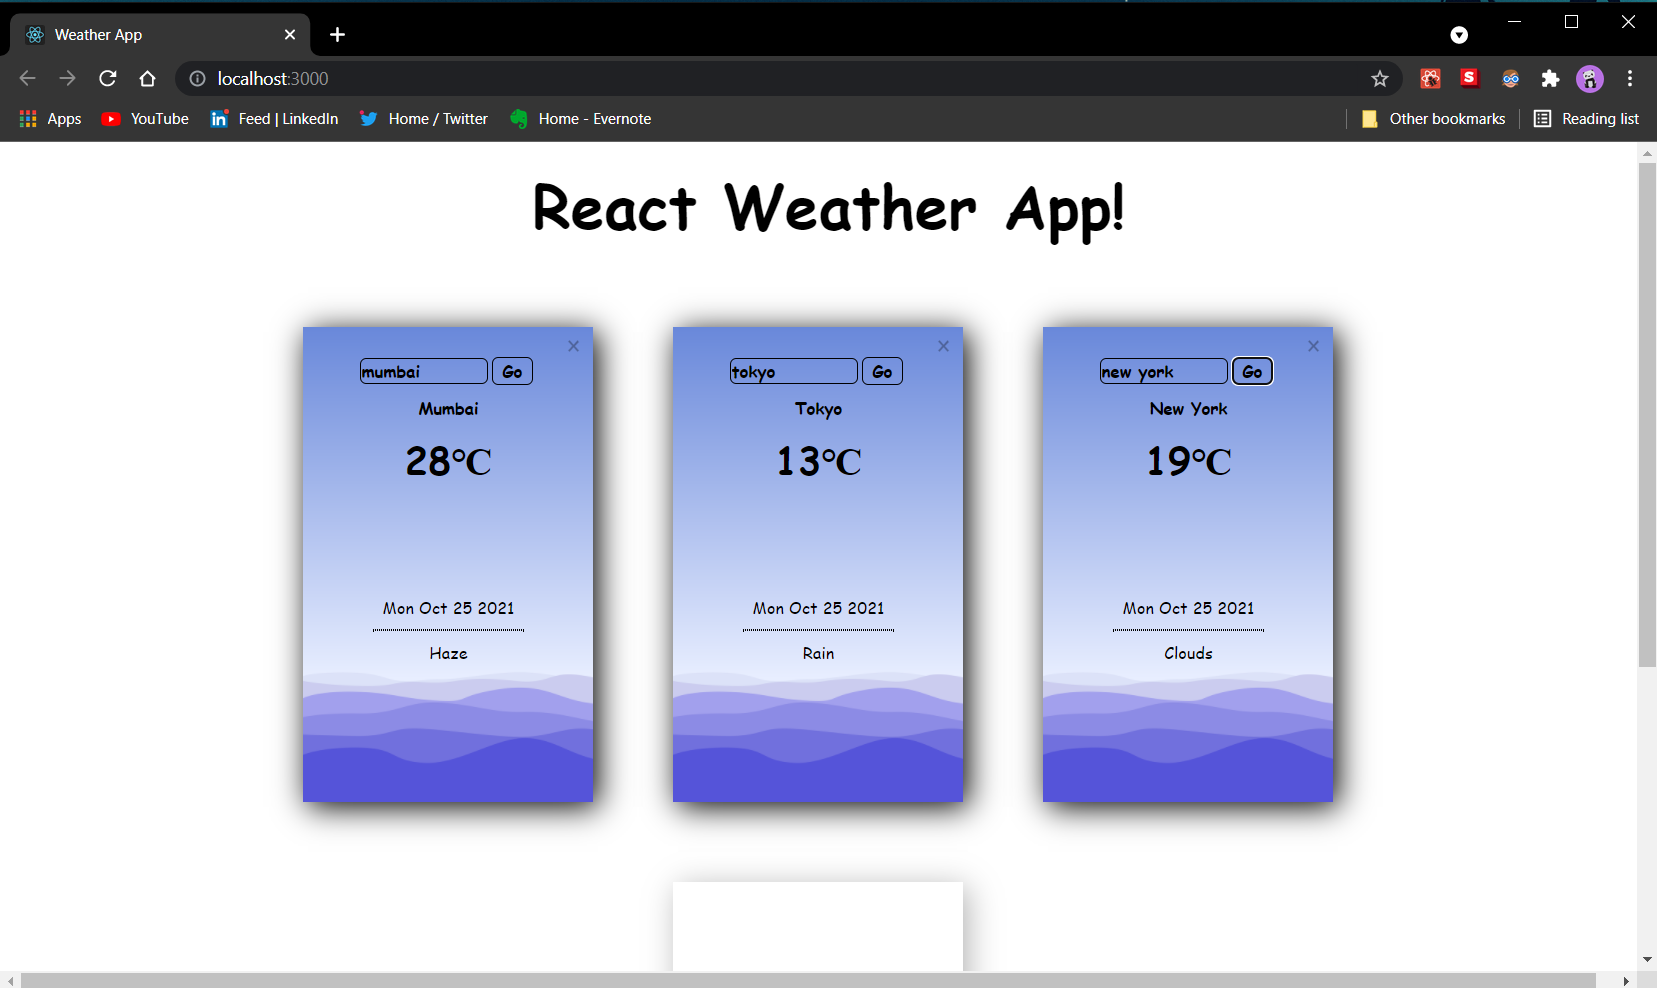 Weather App
localhost:3000
Apps YouTube Feed | LinkedIn Home / Twitter Home - Evernote Other bookmarks Reading list
React Weather App!
mumbai Go
Mumbai
28°C
Mon Oct 25 2021
Haze
tokyo Go
Tokyo
13°C
Mon Oct 25 2021
Rain
new york Go
New York
19°C
Mon Oct 25 2021
Clouds